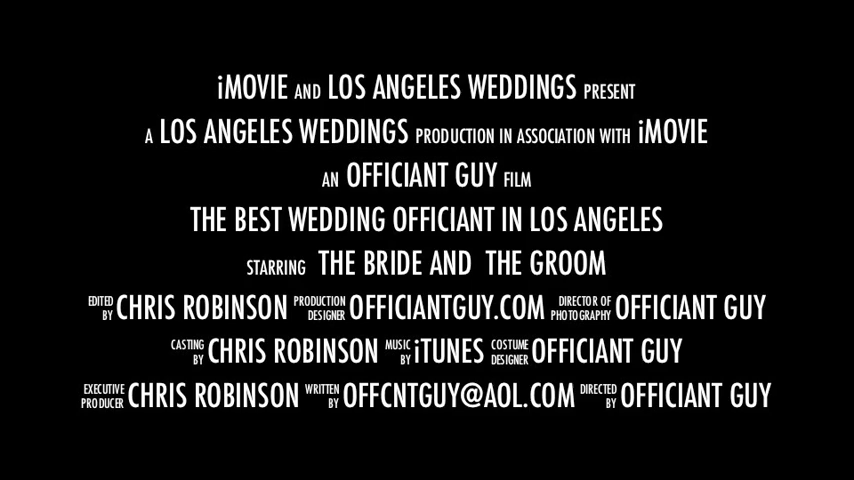 iMOVIE AND LOS ANGELES WEDDINGS PRESENT
A LOS ANGELES WEDDINGS PRODUCTION IN ASSOCIATION WITH iMOVIE
AN OFFICIANT GUY FILM
THE BEST WEDDING OFFICIANT IN LOS ANGELES
STARRING THE BRIDE AND THE GROOM
EDITED BY CHRIS ROBINSON PRODUCTION DESIGNER OFFICIANTGUY.COM DIRECTOR OF PHOTOGRAPHY OFFICIANT GUY
CASTING BY CHRIS ROBINSON MUSIC BY iTUNES COSTUME DESIGNER OFFICIANT GUY
EXECUTIVE PRODUCER CHRIS ROBINSON WRITTEN BY OFFCNTGUY@AOL.COM DIRECTED BY OFFICIANT GUY